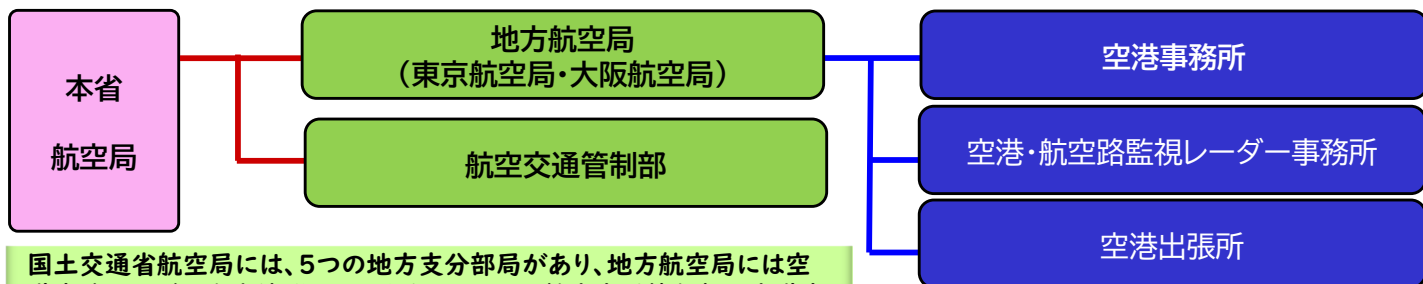 本省
航空局
地方航空局
（東京航空局・大阪航空局）
航空交通管制部
空港事務所
空港・航空路監視レーダー事務所
空港出張所
国土交通省航空局には、5つの地方支分部局があり、地方航空局には空